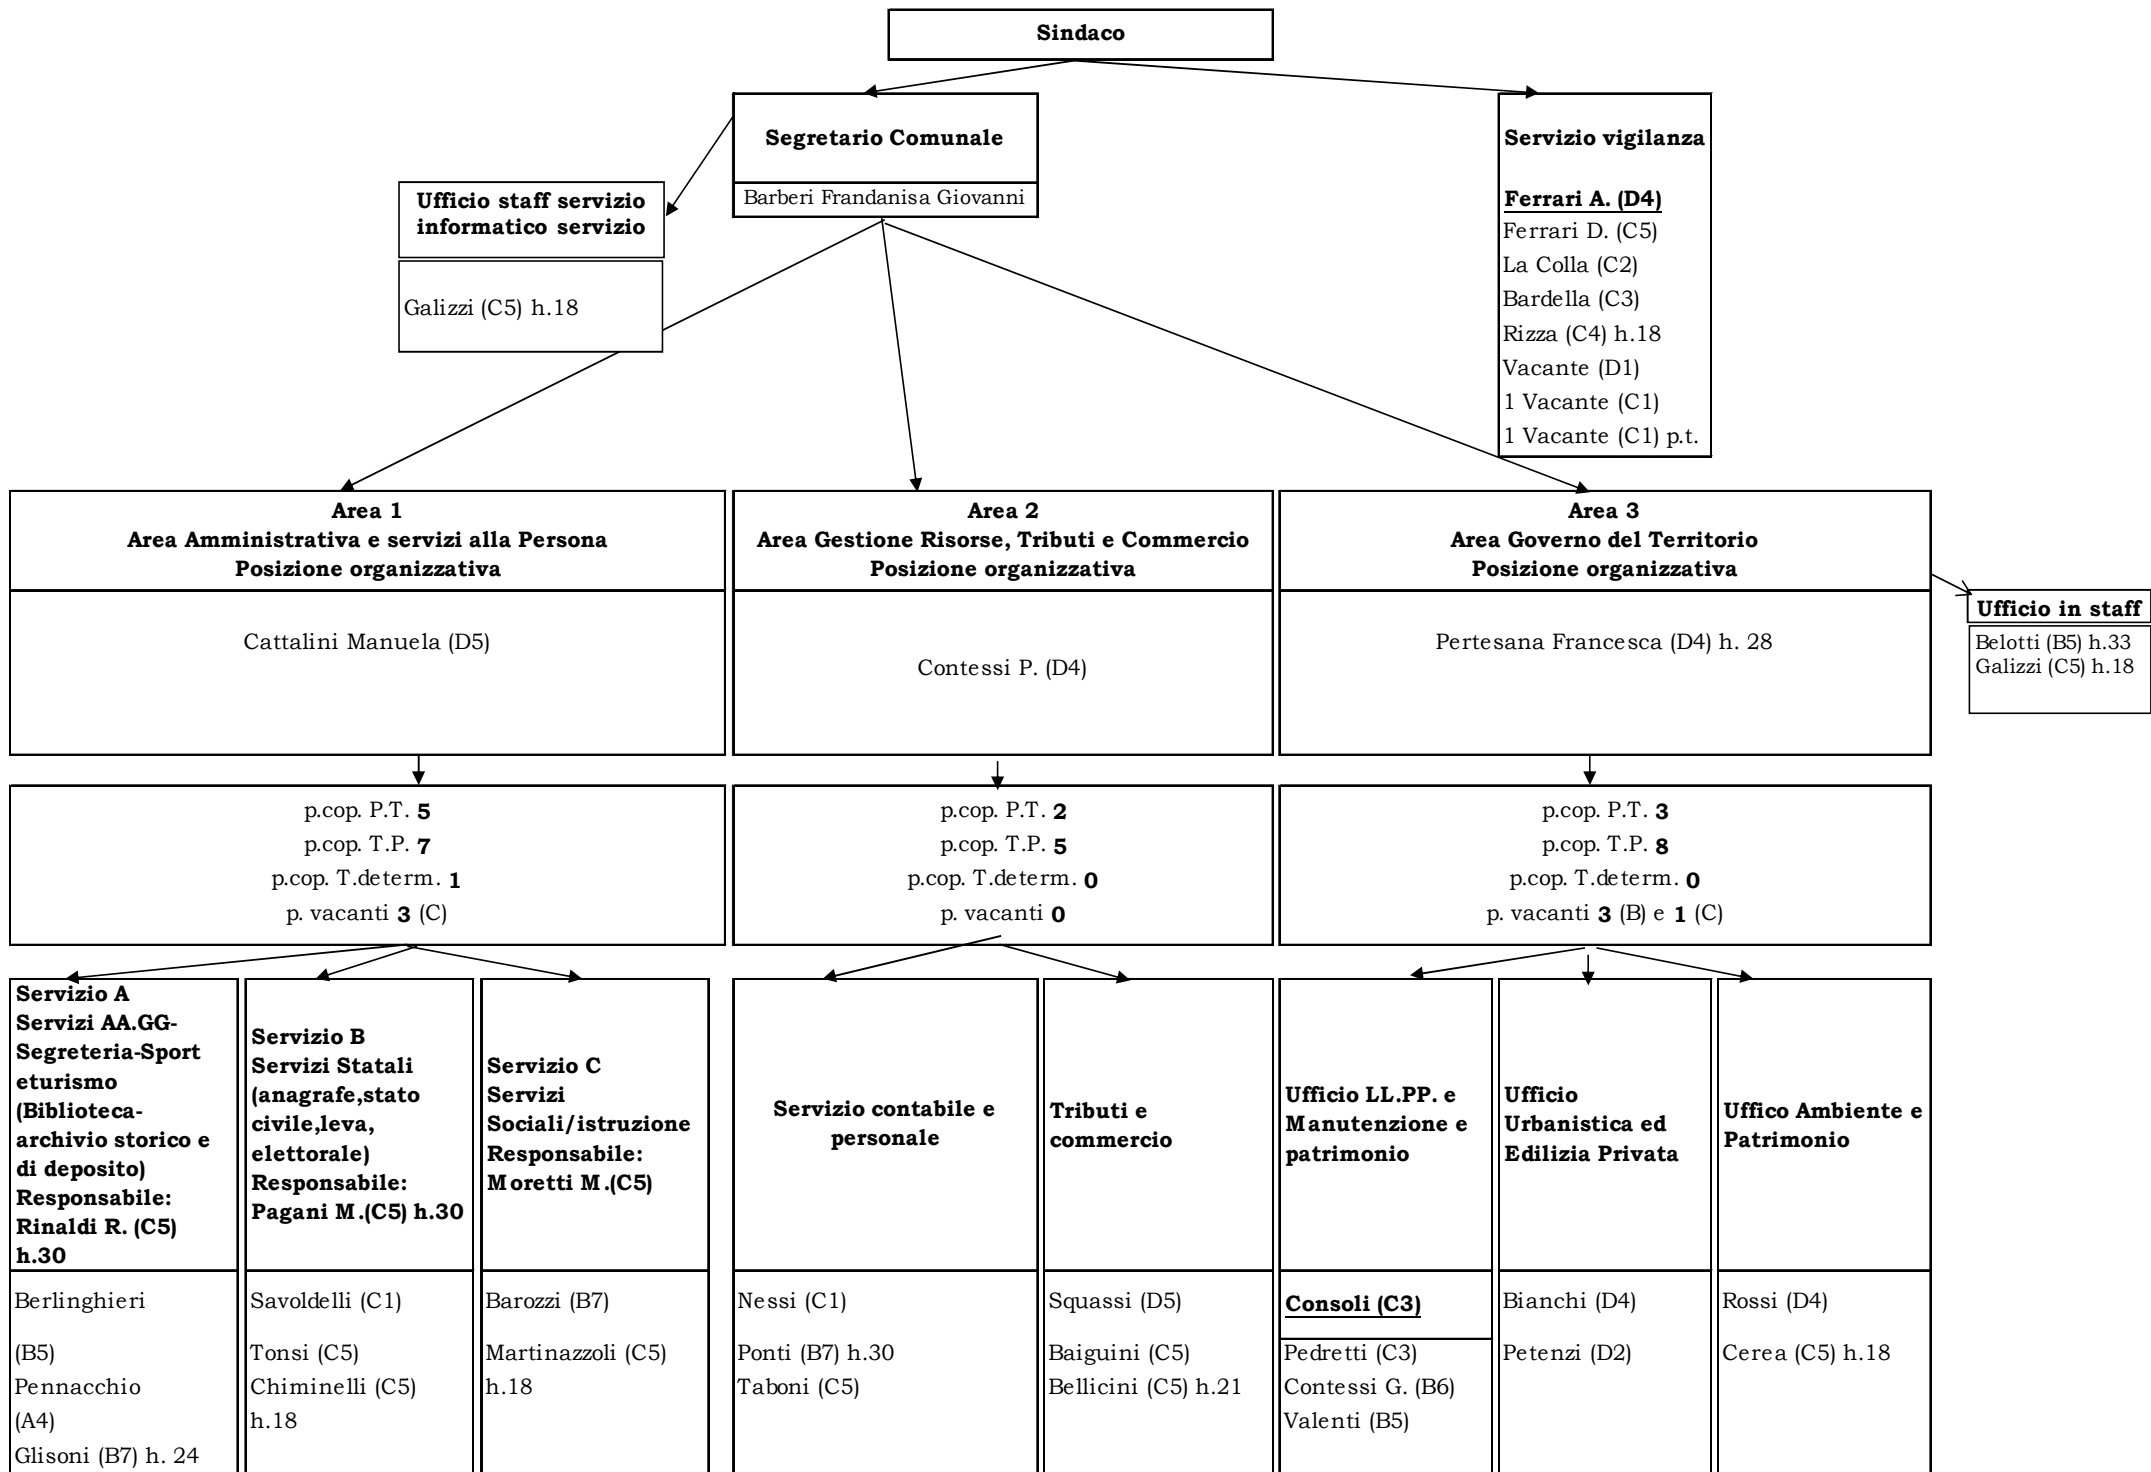 Sindaco
Segretario Comunale
Barberi Frandanisa Giovanni
Ufficio staff servizio
informatico servizio
Galizzi (C5) h.18
Servizio vigilanza
Ferrari A. (D4)
Ferrari D. (C5)
La Colla (C2)
Bardella (C3)
Rizza (C4) h.18
Vacante (D1)
1 Vacante (C1)
1 Vacante (C1) p.t.
Area 1
Area Amministrativa e servizi alla Persona
Posizione organizzativa
Cattalini Manuela (D5)
Area 2
Area Gestione Risorse, Tributi e Commercio
Posizione organizzativa
Contessi P. (D4)
Area 3
Area Governo del Territorio
Posizione organizzativa
Pertesana Francesca (D4) h. 28
Ufficio in staff
Belotti (B5) h.33
Galizzi (C5) h.18
p.cop. P.T. 5
p.cop. T.P. 7
p.cop. T.determ. 1
p. vacanti 3 (C)
p.cop. P.T. 2
p.cop. T.P. 5
p.cop. T.determ. 0
p. vacanti 0
p.cop. P.T. 3
p.cop. T.P. 8
p.cop. T.determ. 0
p. vacanti 3 (B) e 1 (C)
Servizio A
Servizi AA.GG-
Segreteria-Sport
eturismo
(Biblioteca-
archivio storico e
di deposito)
Responsabile:
Rinaldi R. (C5)
h.30
Berlinghieri
(B5)
Pennacchio
(A4)
Glisoni (B7) h. 24
Servizio B
Servizi Statali
(anagrafe,stato
civile,leva,
elettorale)
Responsabile:
Pagani M.(C5) h.30
Savoldelli (C1)
Tonsi (C5)
Chiminelli (C5)
h.18
Servizio C
Servizi
Sociali/istruzione
Responsabile:
Moretti M.(C5)
Barozzi (B7)
Martinazzoli (C5)
h.18
Servizio contabile e
personale
Nessi (C1)
Ponti (B7) h.30
Taboni (C5)
Tributi e
commercio
Squassi (D5)
Baiguini (C5)
Bellicini (C5) h.21
Ufficio LL.PP. e
Manutenzione e
patrimonio
Consoli (C3)
Pedretti (C3)
Contessi G. (B6)
Valenti (B5)
Ufficio
Urbanistica ed
Edilizia Privata
Bianchi (D4)
Petenzi (D2)
Uffico Ambiente e
Patrimonio
Rossi (D4)
Cerea (C5) h.18